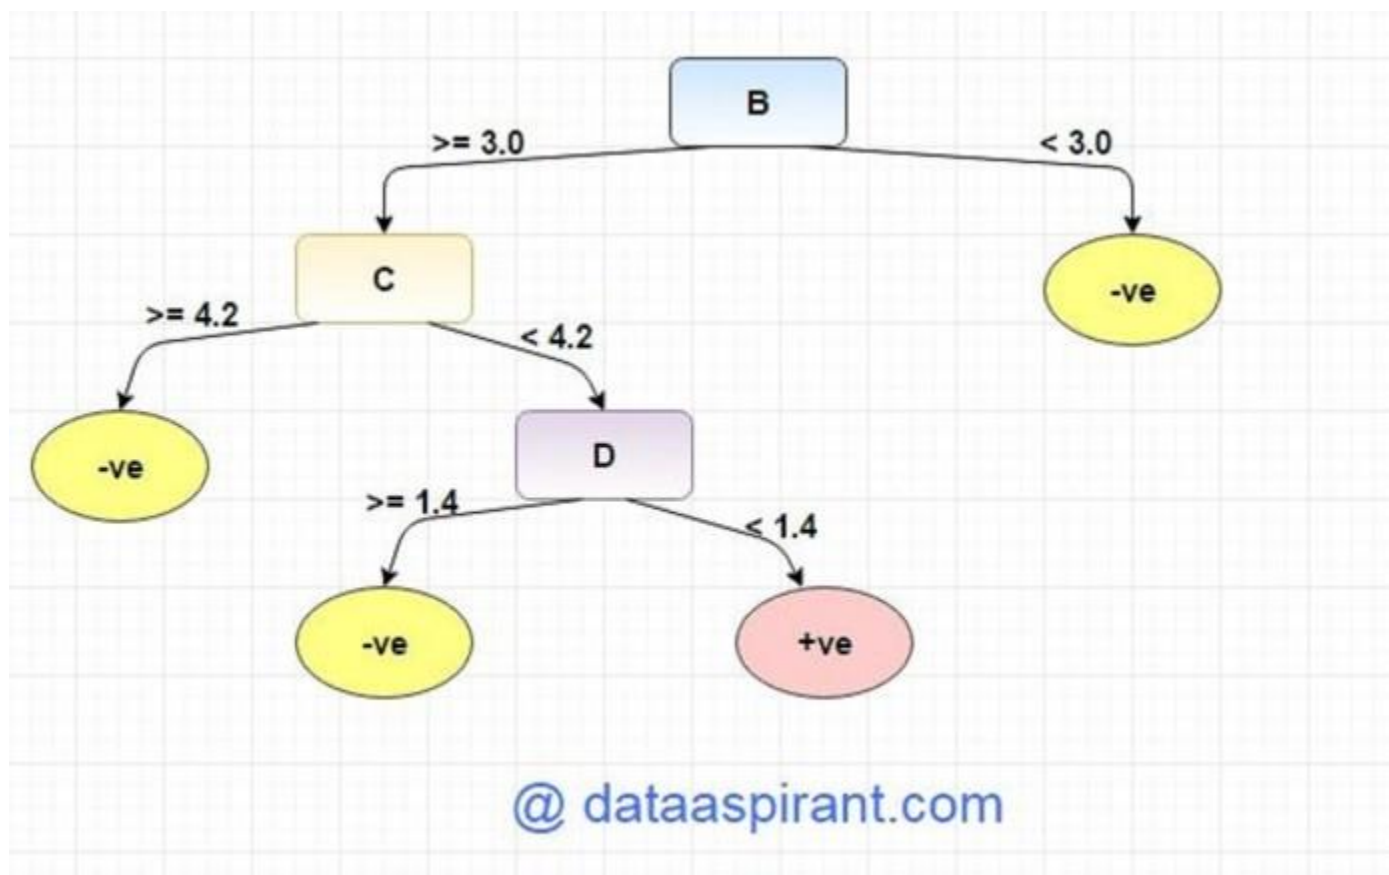 B
>= 3.0
< 3.0
C
-ve
>= 4.2
< 4.2
-ve
D
>= 1.4
< 1.4
-ve
+ve
@ dataaspirant.com